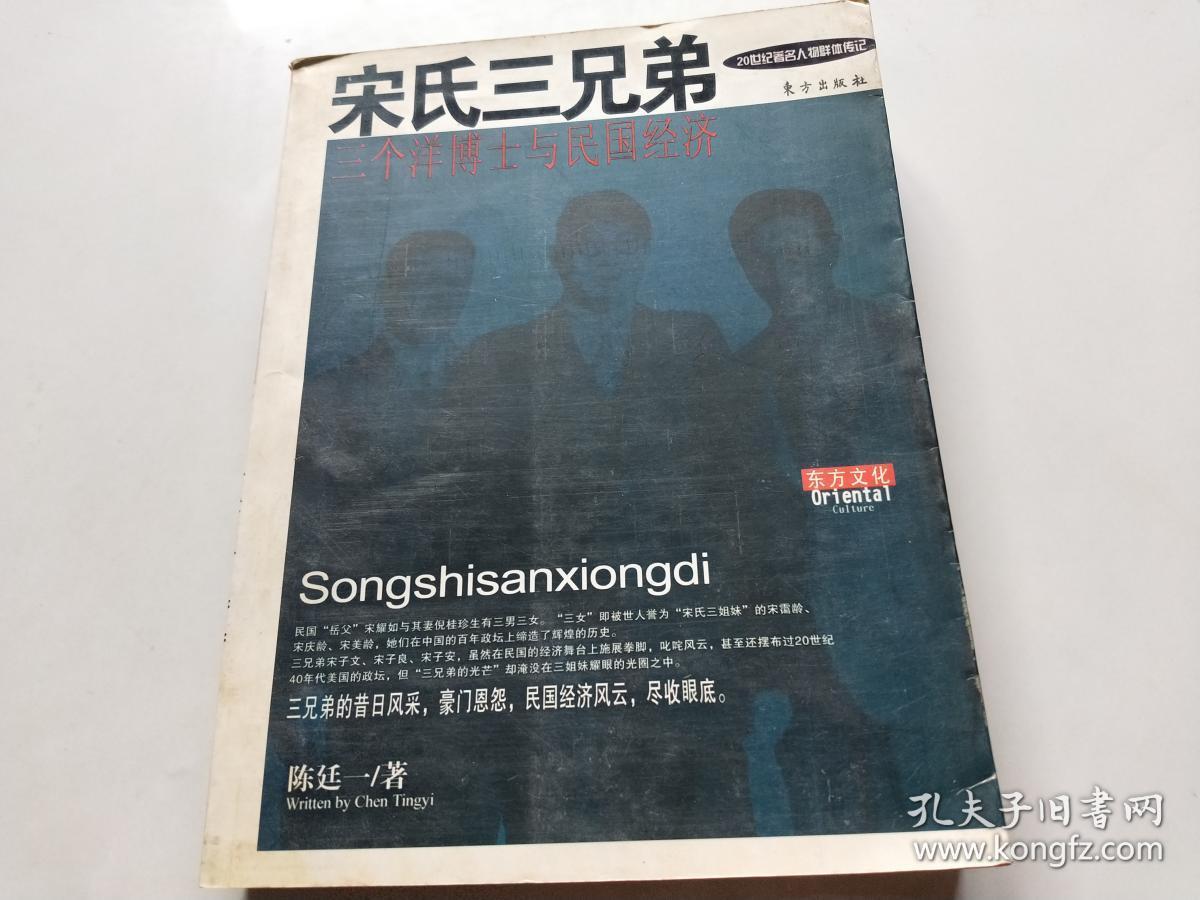 宋氏三兄弟
20世纪著名人物群体传记
東方出版社
三个洋博士与民国经济
东方文化
Oriental
Culture
Songshisanxiongdi
民国“岳父”宋耀如与其妻倪桂珍生有三男三女。“三女”即被世人誉为“宋氏三姐妹”的宋霭龄、
宋庆龄、宋美龄，她们在中国的百年政坛上缔造了辉煌的历史。
三兄弟宋子文、宋子良、宋子安，虽然在民国的经济舞台上施展拳脚，叱咤风云，甚至还摆布过20世纪
40年代美国的政坛，但“三兄弟的光芒”却淹没在三姐妹耀眼的光圈之中。
三兄弟的昔日风采，豪门恩怨，民国经济风云，尽收眼底。
陈廷一/著
Written by Chen Tingyi
孔夫子旧书网
www.kongfz.com